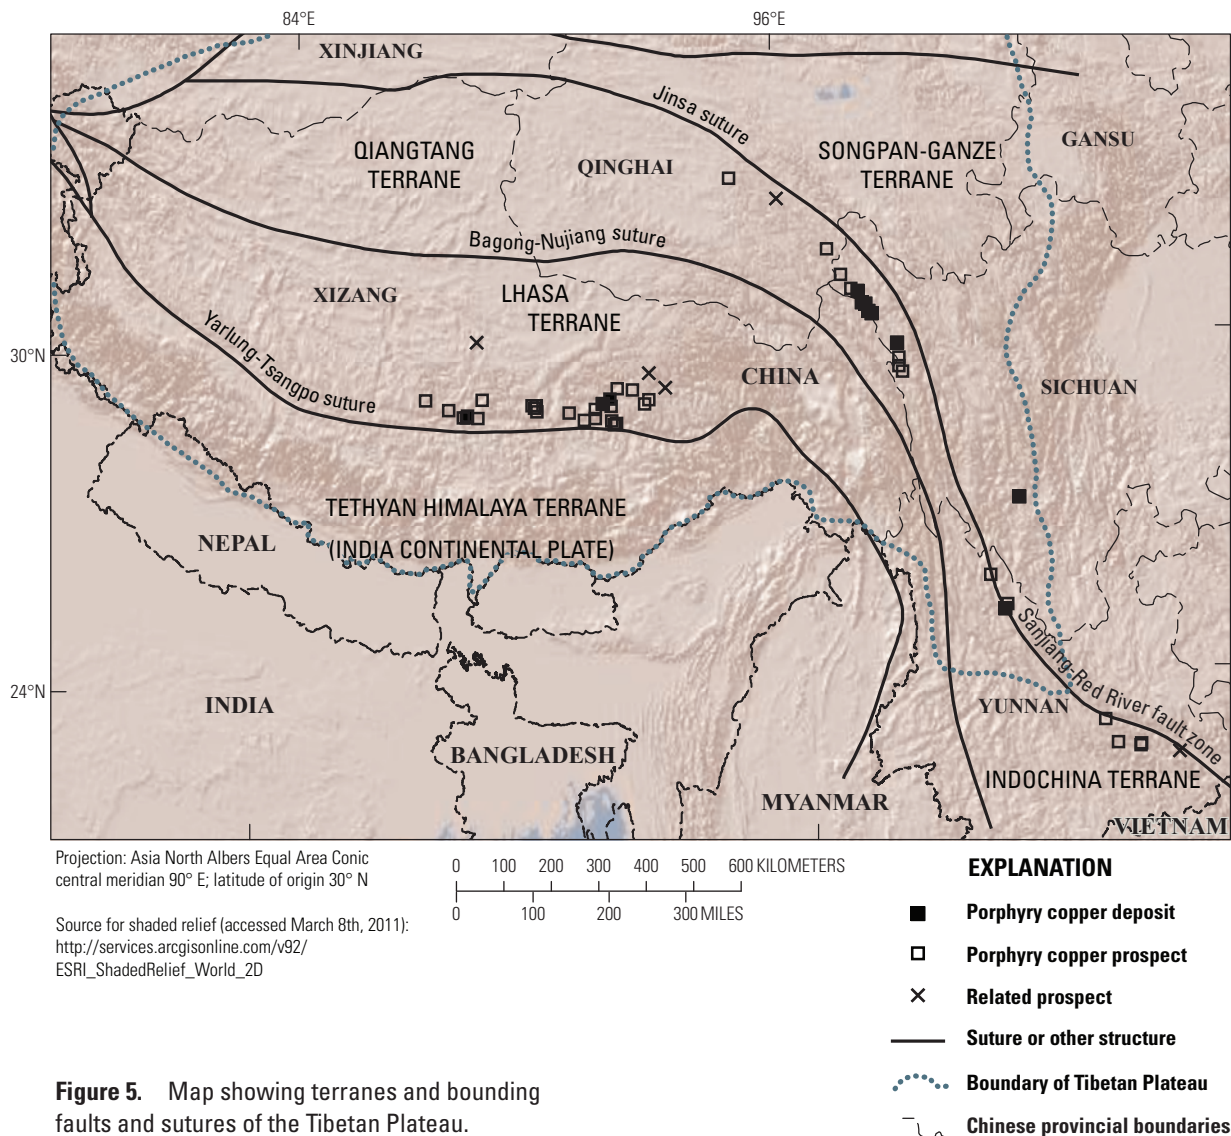 84°E
96°E
XINJIANG
Jinsa suture
GANSU
QIANGTANG
TERRANE
QINGHAI
SONGPAN-GANZE
TERRANE
Bagong-Nujiang suture
XIZANG
LHASA
TERRANE
30°N
Yarlung-Tsangpo suture
CHINA
SICHUAN
TETHYAN HIMALAYA TERRANE
(INDIA CONTINENTAL PLATE)
NEPAL
Sanjiang-Red River fault zone
24°N
INDIA
YUNNAN
BANGLADESH
INDOCHINA TERRANE
MYANMAR
VIETNAM
Projection: Asia North Albers Equal Area Conic
central meridian 90° E; latitude of origin 30° N
Source for shaded relief (accessed March 8th, 2011):
http://services.arcgisonline.com/v92/
ESRI_ShadedRelief_World_2D
0 100 200 300 400 500 600 KILOMETERS
0 100 200 300 MILES
EXPLANATION
Porphyry copper deposit
Porphyry copper prospect
Related prospect
Suture or other structure
Boundary of Tibetan Plateau
Chinese provincial boundaries
Figure 5. Map showing terranes and bounding
faults and sutures of the Tibetan Plateau.